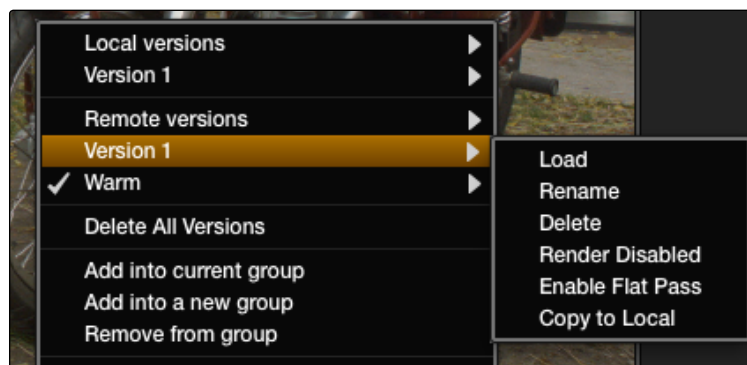 Local versions
Version 1
Remote versions
Version 1
Warm
Delete All Versions
Add into current group
Add into a new group
Remove from group
Load
Rename
Delete
Render Disabled
Enable Flat Pass
Copy to Local